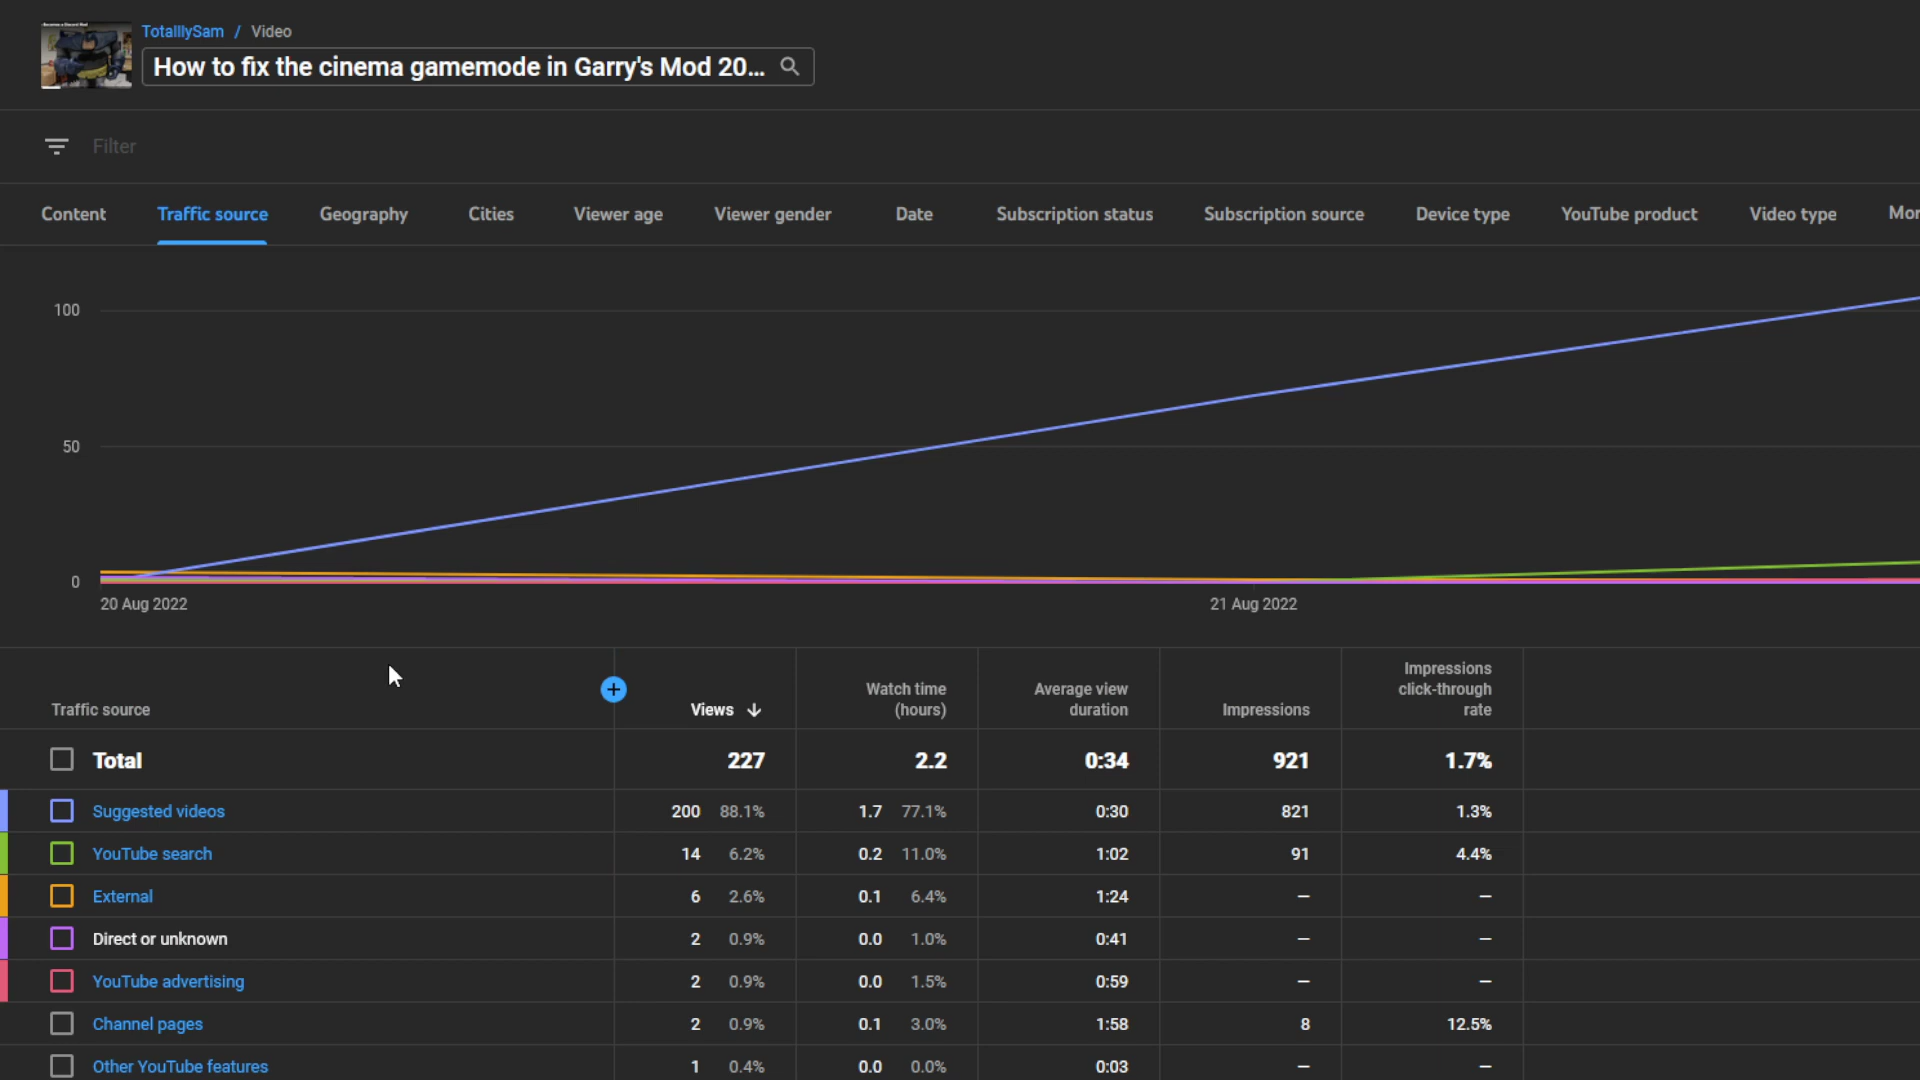 TotalllySam / Video
How to fix the cinema gamemode in Garry's Mod 20...
Filter
Content Traffic source Geography Cities Viewer age Viewer gender Date Subscription status Subscription source Device type YouTube product Video type Mor
100
50
0
20 Aug 2022 21 Aug 2022
Traffic source Views Watch time (hours) Average view duration Impressions Impressions click-through rate
Total 227 2.2 0:34 921 1.7%
Suggested videos 200 88.1% 1.7 77.1% 0:30 821 1.3%
YouTube search 14 6.2% 0.2 11.0% 1:02 91 4.4%
External 6 2.6% 0.1 6.4% 1:24 — —
Direct or unknown 2 0.9% 0.0 1.0% 0:41 — —
YouTube advertising 2 0.9% 0.0 1.5% 0:59 — —
Channel pages 2 0.9% 0.1 3.0% 1:58 8 12.5%
Other YouTube features 1 0.4% 0.0 0.0% 0:03 — —